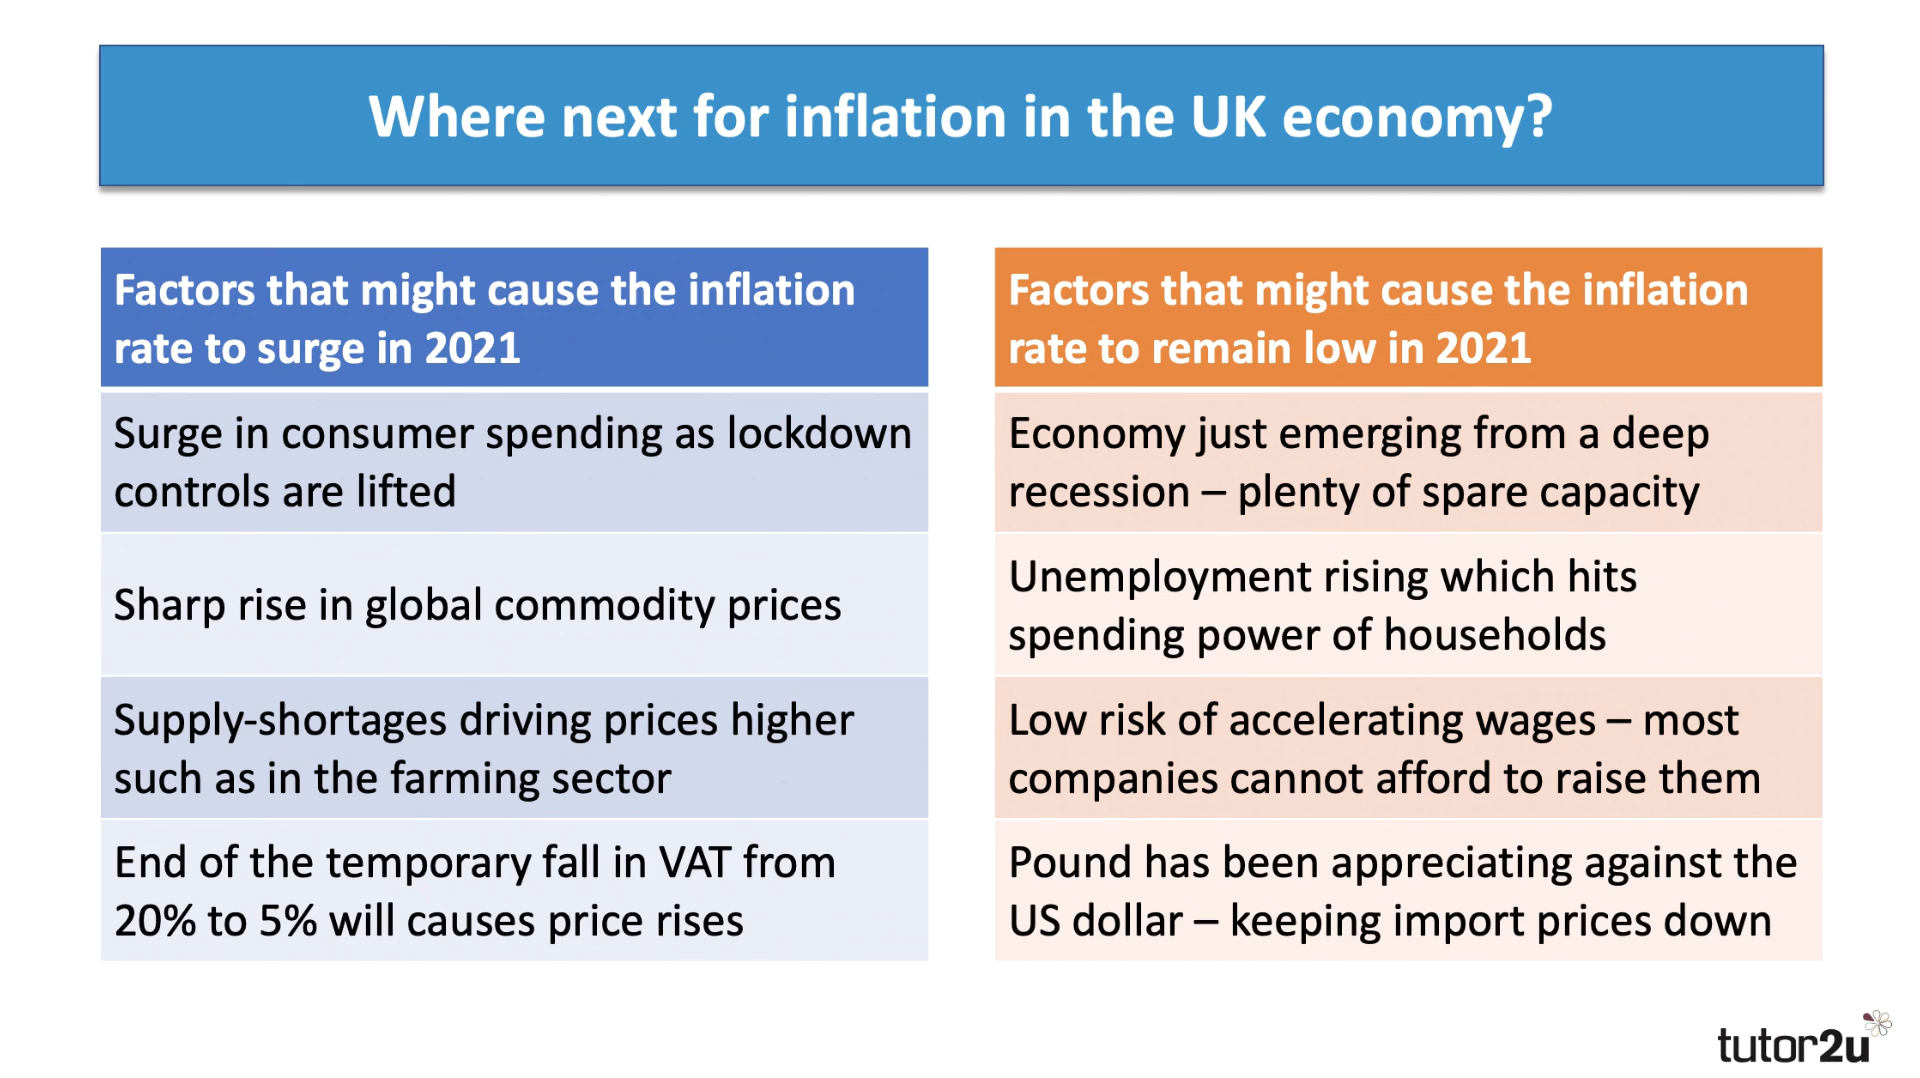 Where next for inflation in the UK economy?
Factors that might cause the inflation
rate to surge in 2021
Surge in consumer spending as lockdown
controls are lifted
Sharp rise in global commodity prices
Supply-shortages driving prices higher
such as in the farming sector
End of the temporary fall in VAT from
20% to 5% will causes price rises
Factors that might cause the inflation
rate to remain low in 2021
Economy just emerging from a deep
recession – plenty of spare capacity
Unemployment rising which hits
spending power of households
Low risk of accelerating wages – most
companies cannot afford to raise them
Pound has been appreciating against the
US dollar – keeping import prices down
tutor2u